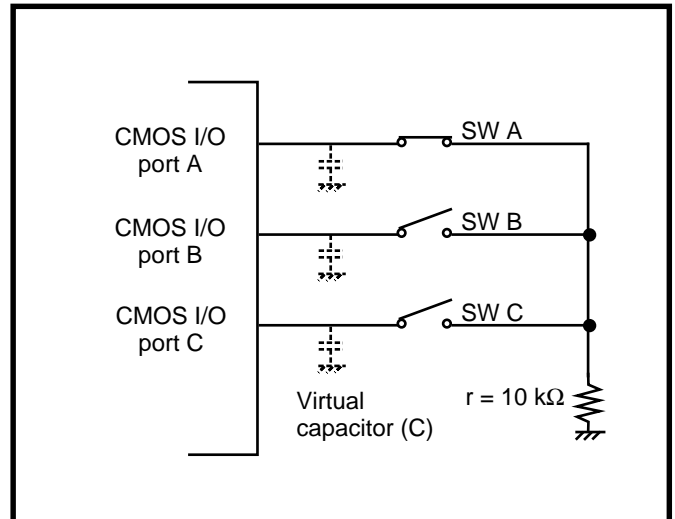 CMOS I/O
port A
SW A
CMOS I/O
port B
SW B
CMOS I/O
port C
SW C
Virtual
capacitor (C)
r = 10 kΩ